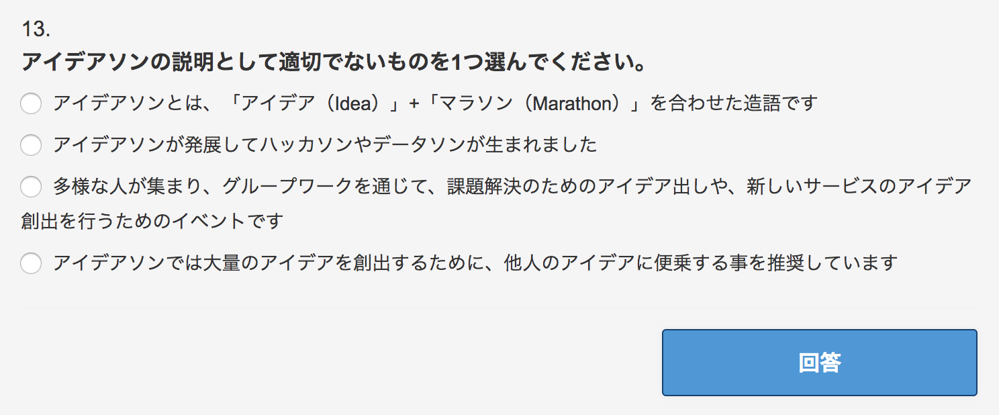 13.
アイデアソンの説明として適切でないものを1つ選んでください。
アイデアソンとは、「アイデア（Idea）」+「マラソン（Marathon）」を合わせた造語です
アイデアソンが発展してハッカソンやデータソンが生まれました
多様な人が集まり、グループワークを通じて、課題解決のためのアイデア出しや、新しいサービスのアイデア
創出を行うためのイベントです
アイデアソンでは大量のアイデアを創出するために、他人のアイデアに便乗する事を推奨しています
回答